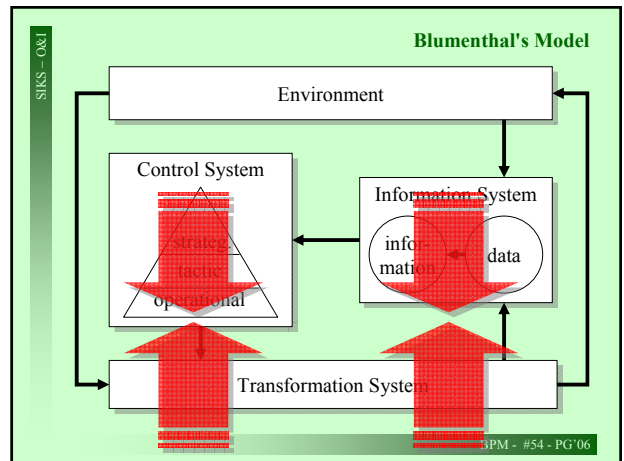 SIKS – O&I
Blumenthal's Model
Environment
Control System
strateg.
tactic
operational
Information System
infor-
mation
data
Transformation System
BPM - #54 - PG'06